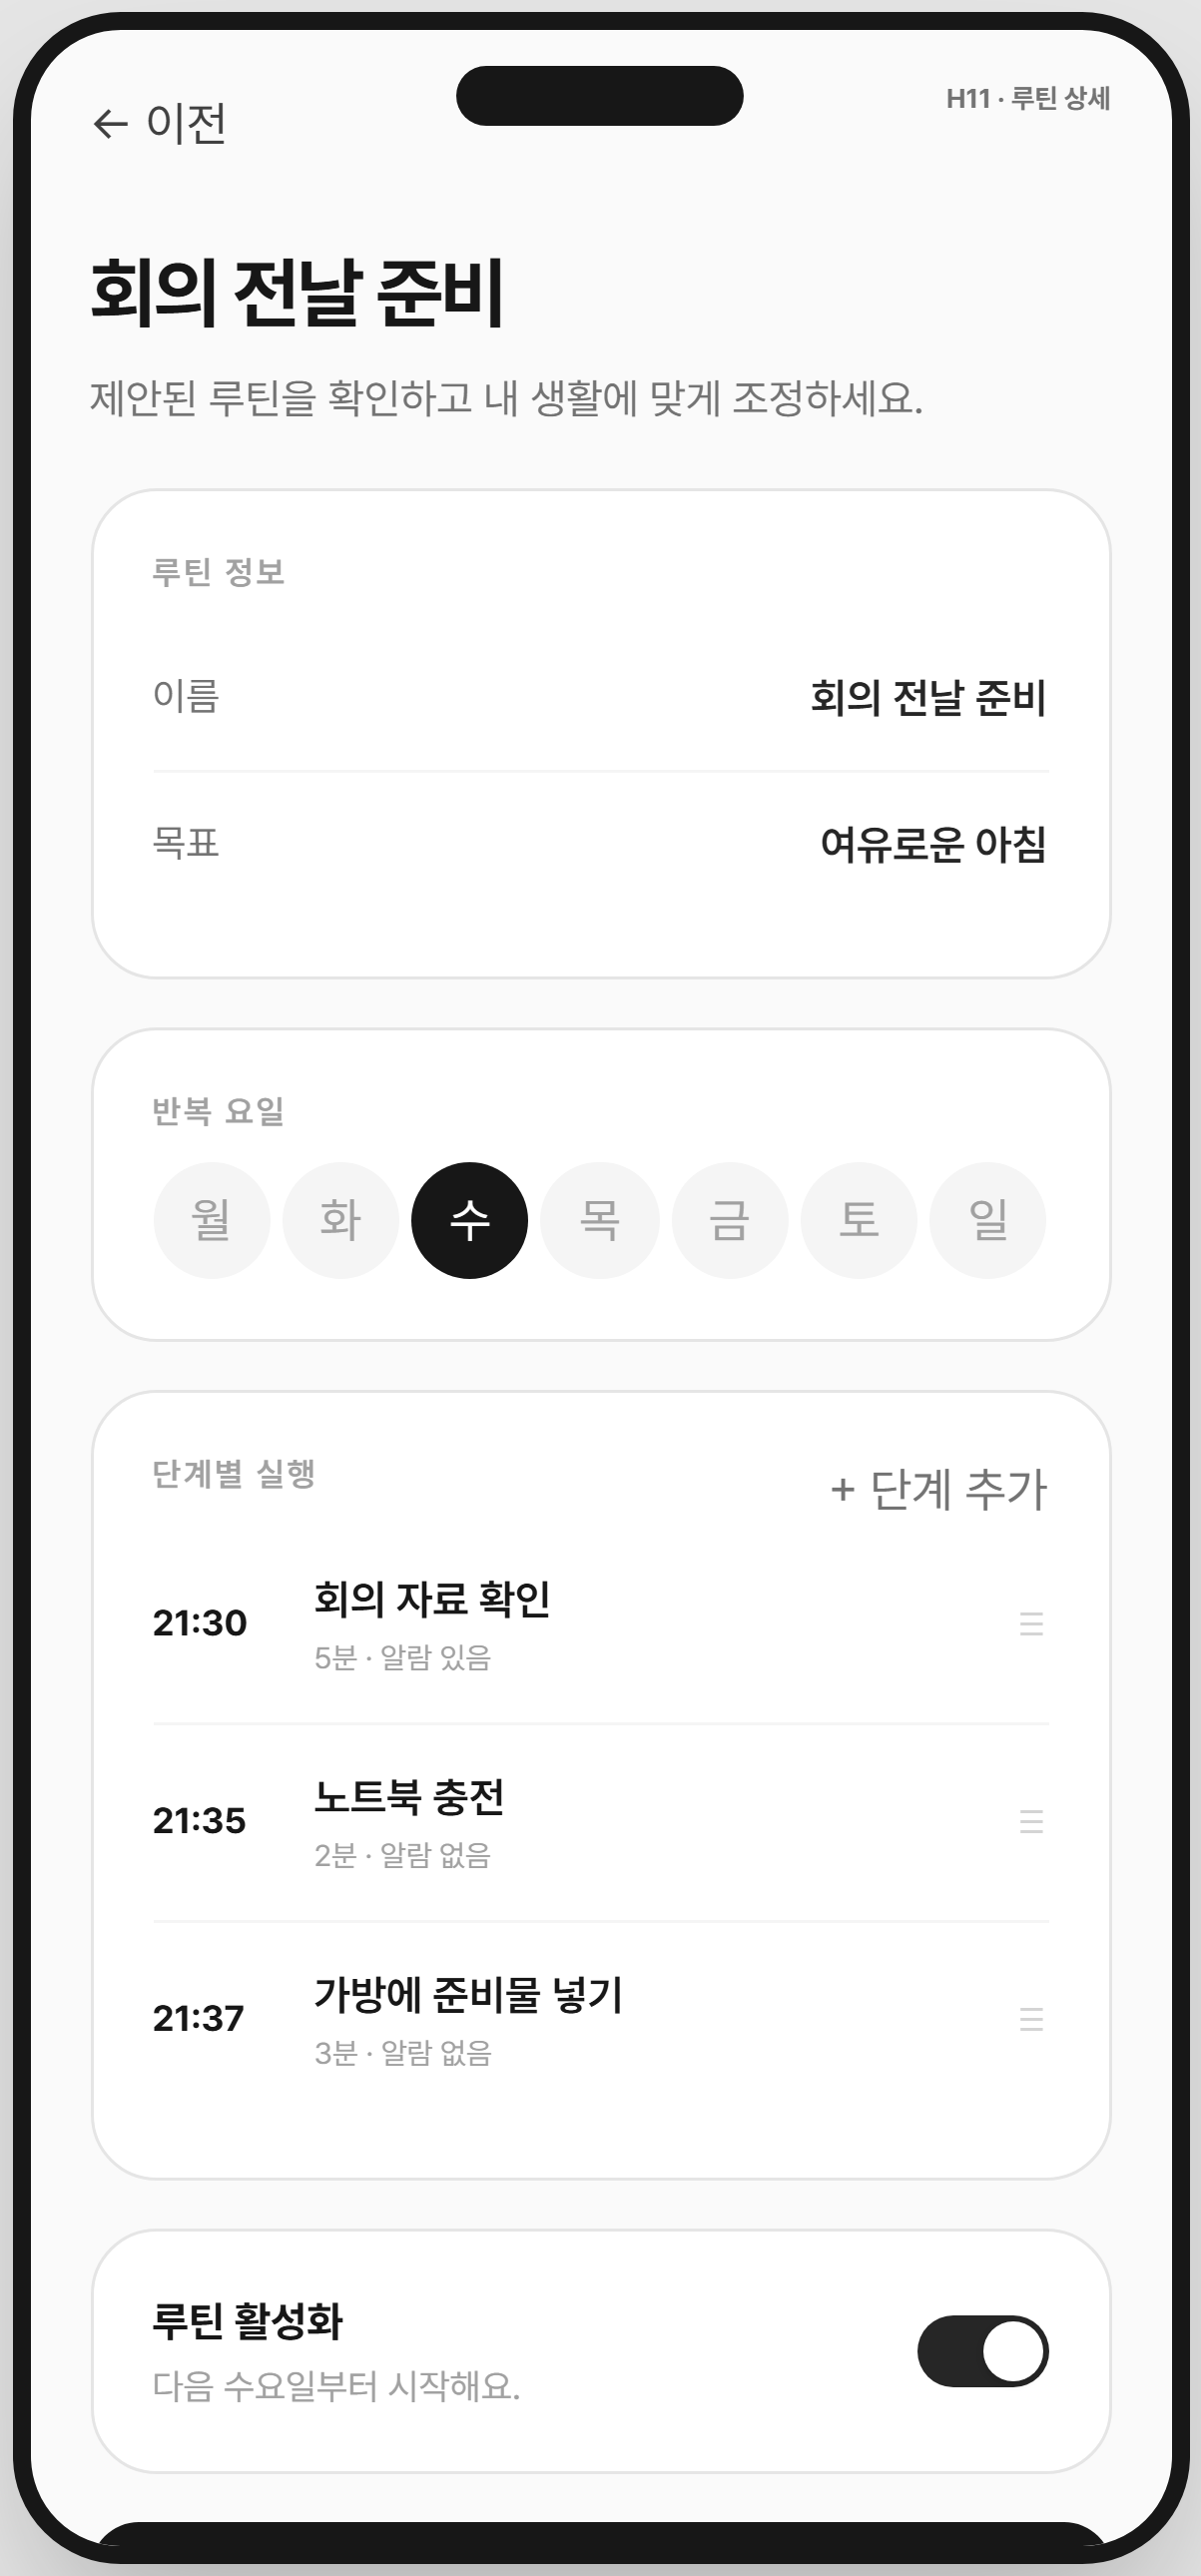 ← 이전
H11 · 루틴 상세
회의 전날 준비
제안된 루틴을 확인하고 내 생활에 맞게 조정하세요.
루틴 정보
이름 회의 전날 준비
목표 여유로운 아침
반복 요일
월 화 수 목 금 토 일
단계별 실행 + 단계 추가
21:30 회의 자료 확인
5분 · 알람 있음
21:35 노트북 충전
2분 · 알람 없음
21:37 가방에 준비물 넣기
3분 · 알람 없음
루틴 활성화
다음 수요일부터 시작해요.